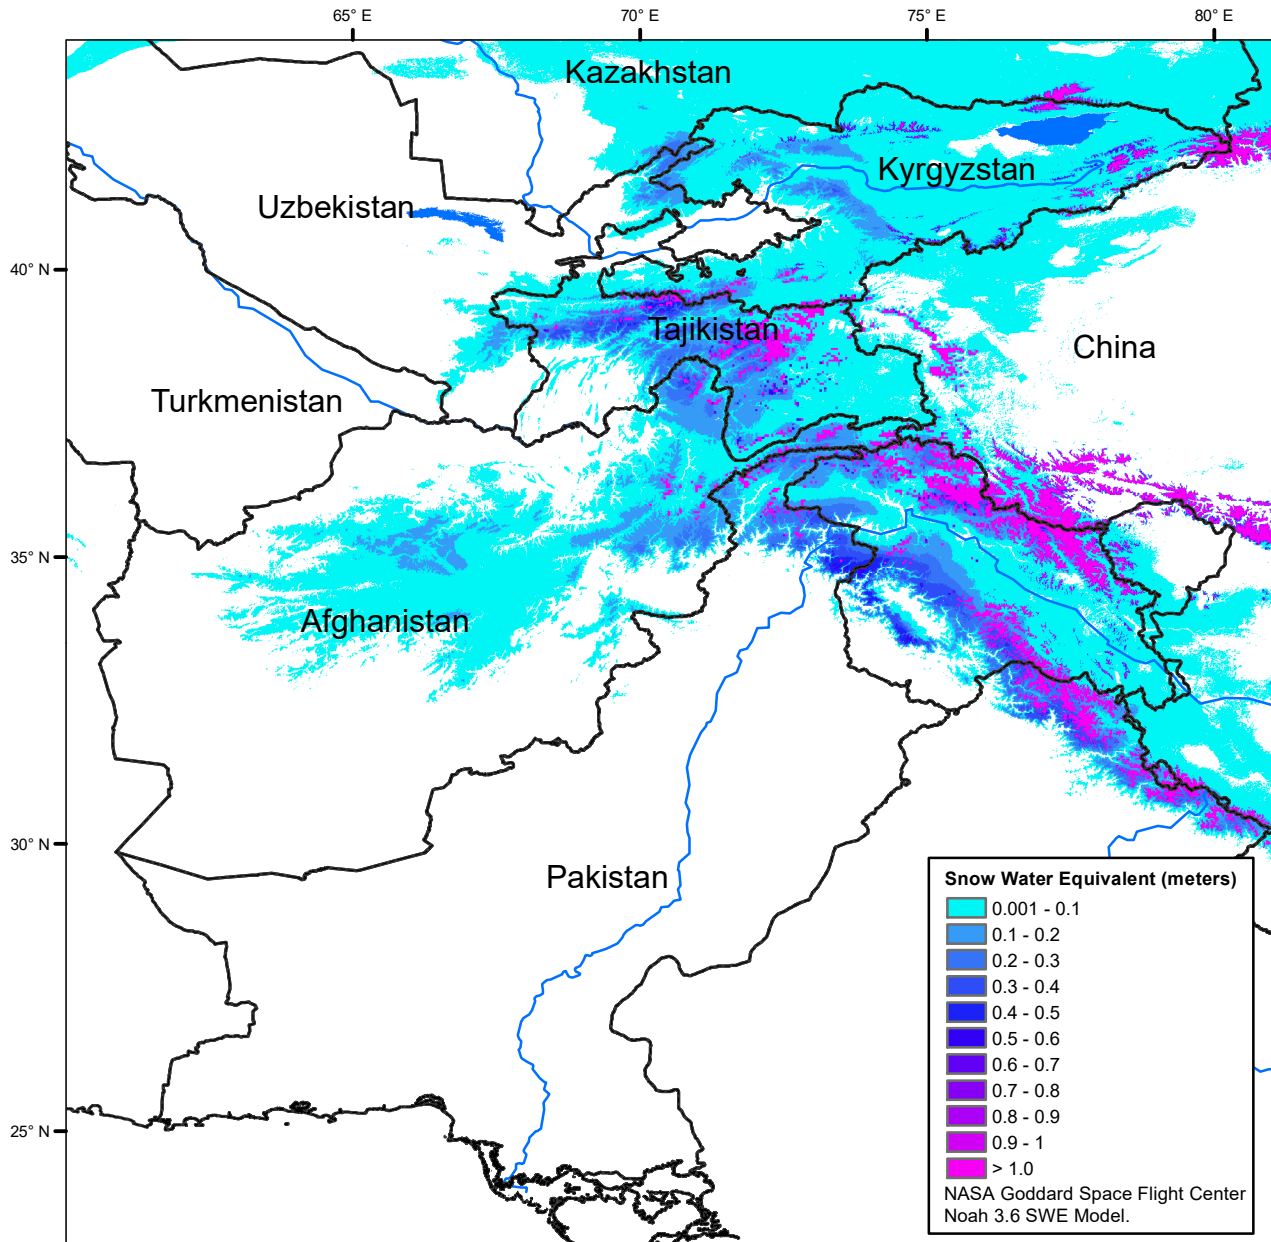 65° E
70° E
75° E
80° E
Kazakhstan
Kyrgyzstan
Uzbekistan
40° N
Tajikistan
China
Turkmenistan
35° N
Afghanistan
30° N
Pakistan
25° N
Snow Water Equivalent (meters)
0.001 - 0.1
0.1 - 0.2
0.2 - 0.3
0.3 - 0.4
0.4 - 0.5
0.5 - 0.6
0.6 - 0.7
0.7 - 0.8
0.8 - 0.9
0.9 - 1
> 1.0
NASA Goddard Space Flight Center
Noah 3.6 SWE Model.